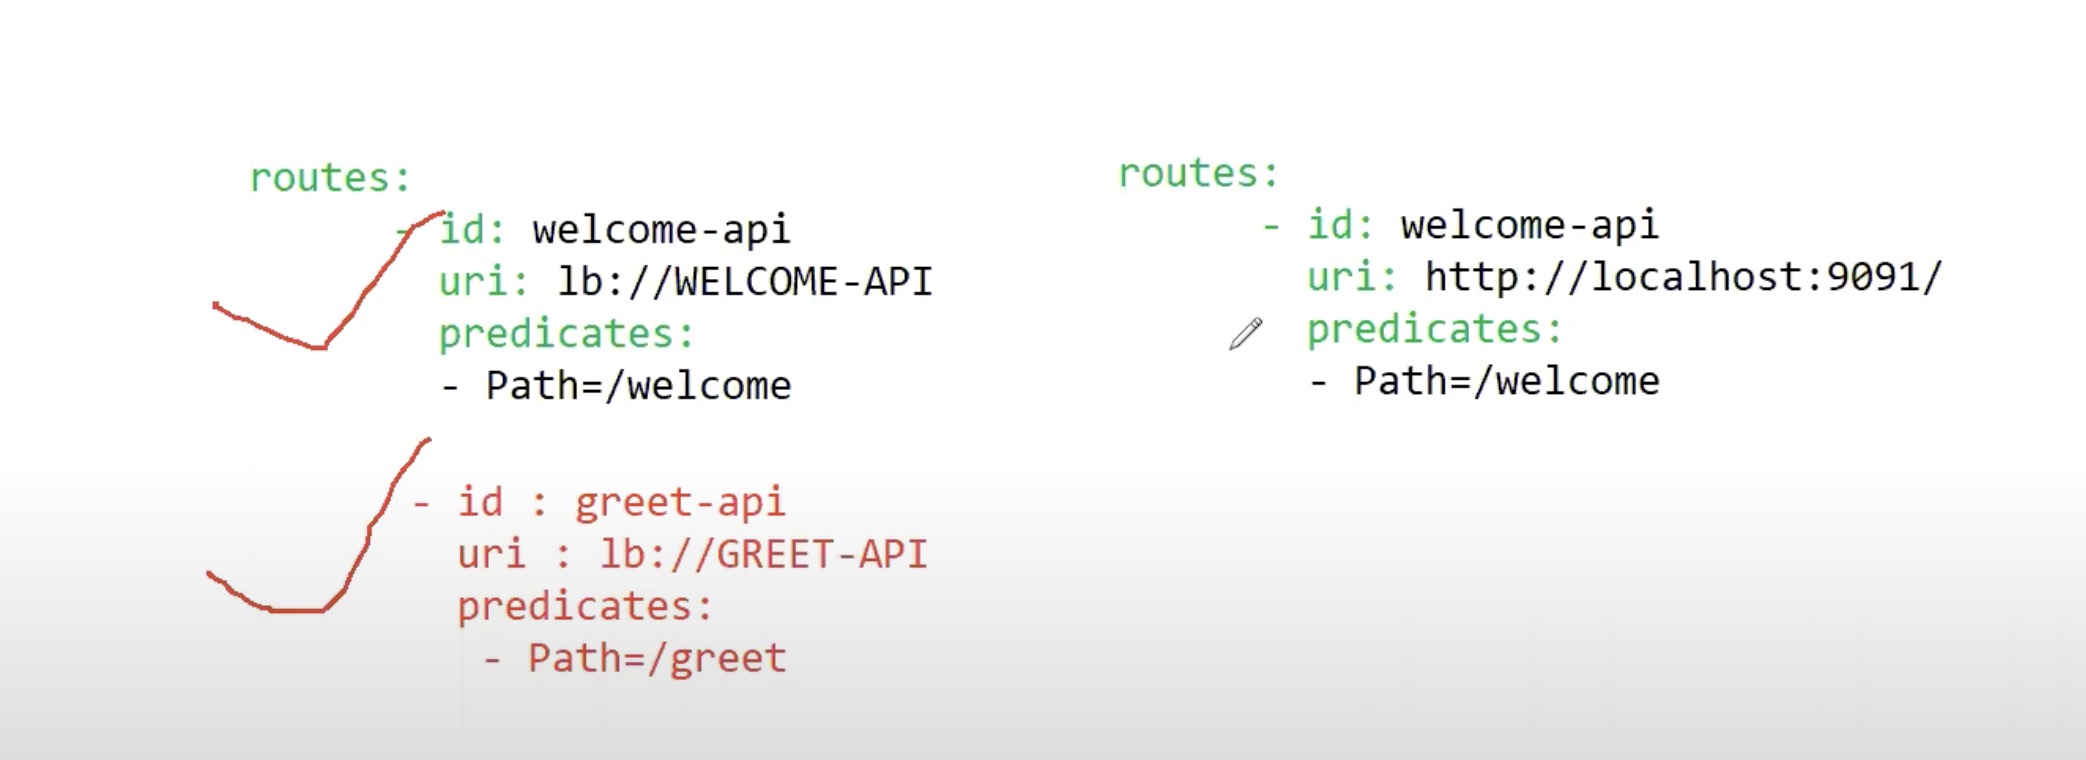 routes:
- id: welcome-api
uri: lb://WELCOME-API
predicates:
- Path=/welcome
- id : greet-api
uri : lb://GREET-API
predicates:
- Path=/greet
routes:
- id: welcome-api
uri: http://localhost:9091/
predicates:
- Path=/welcome